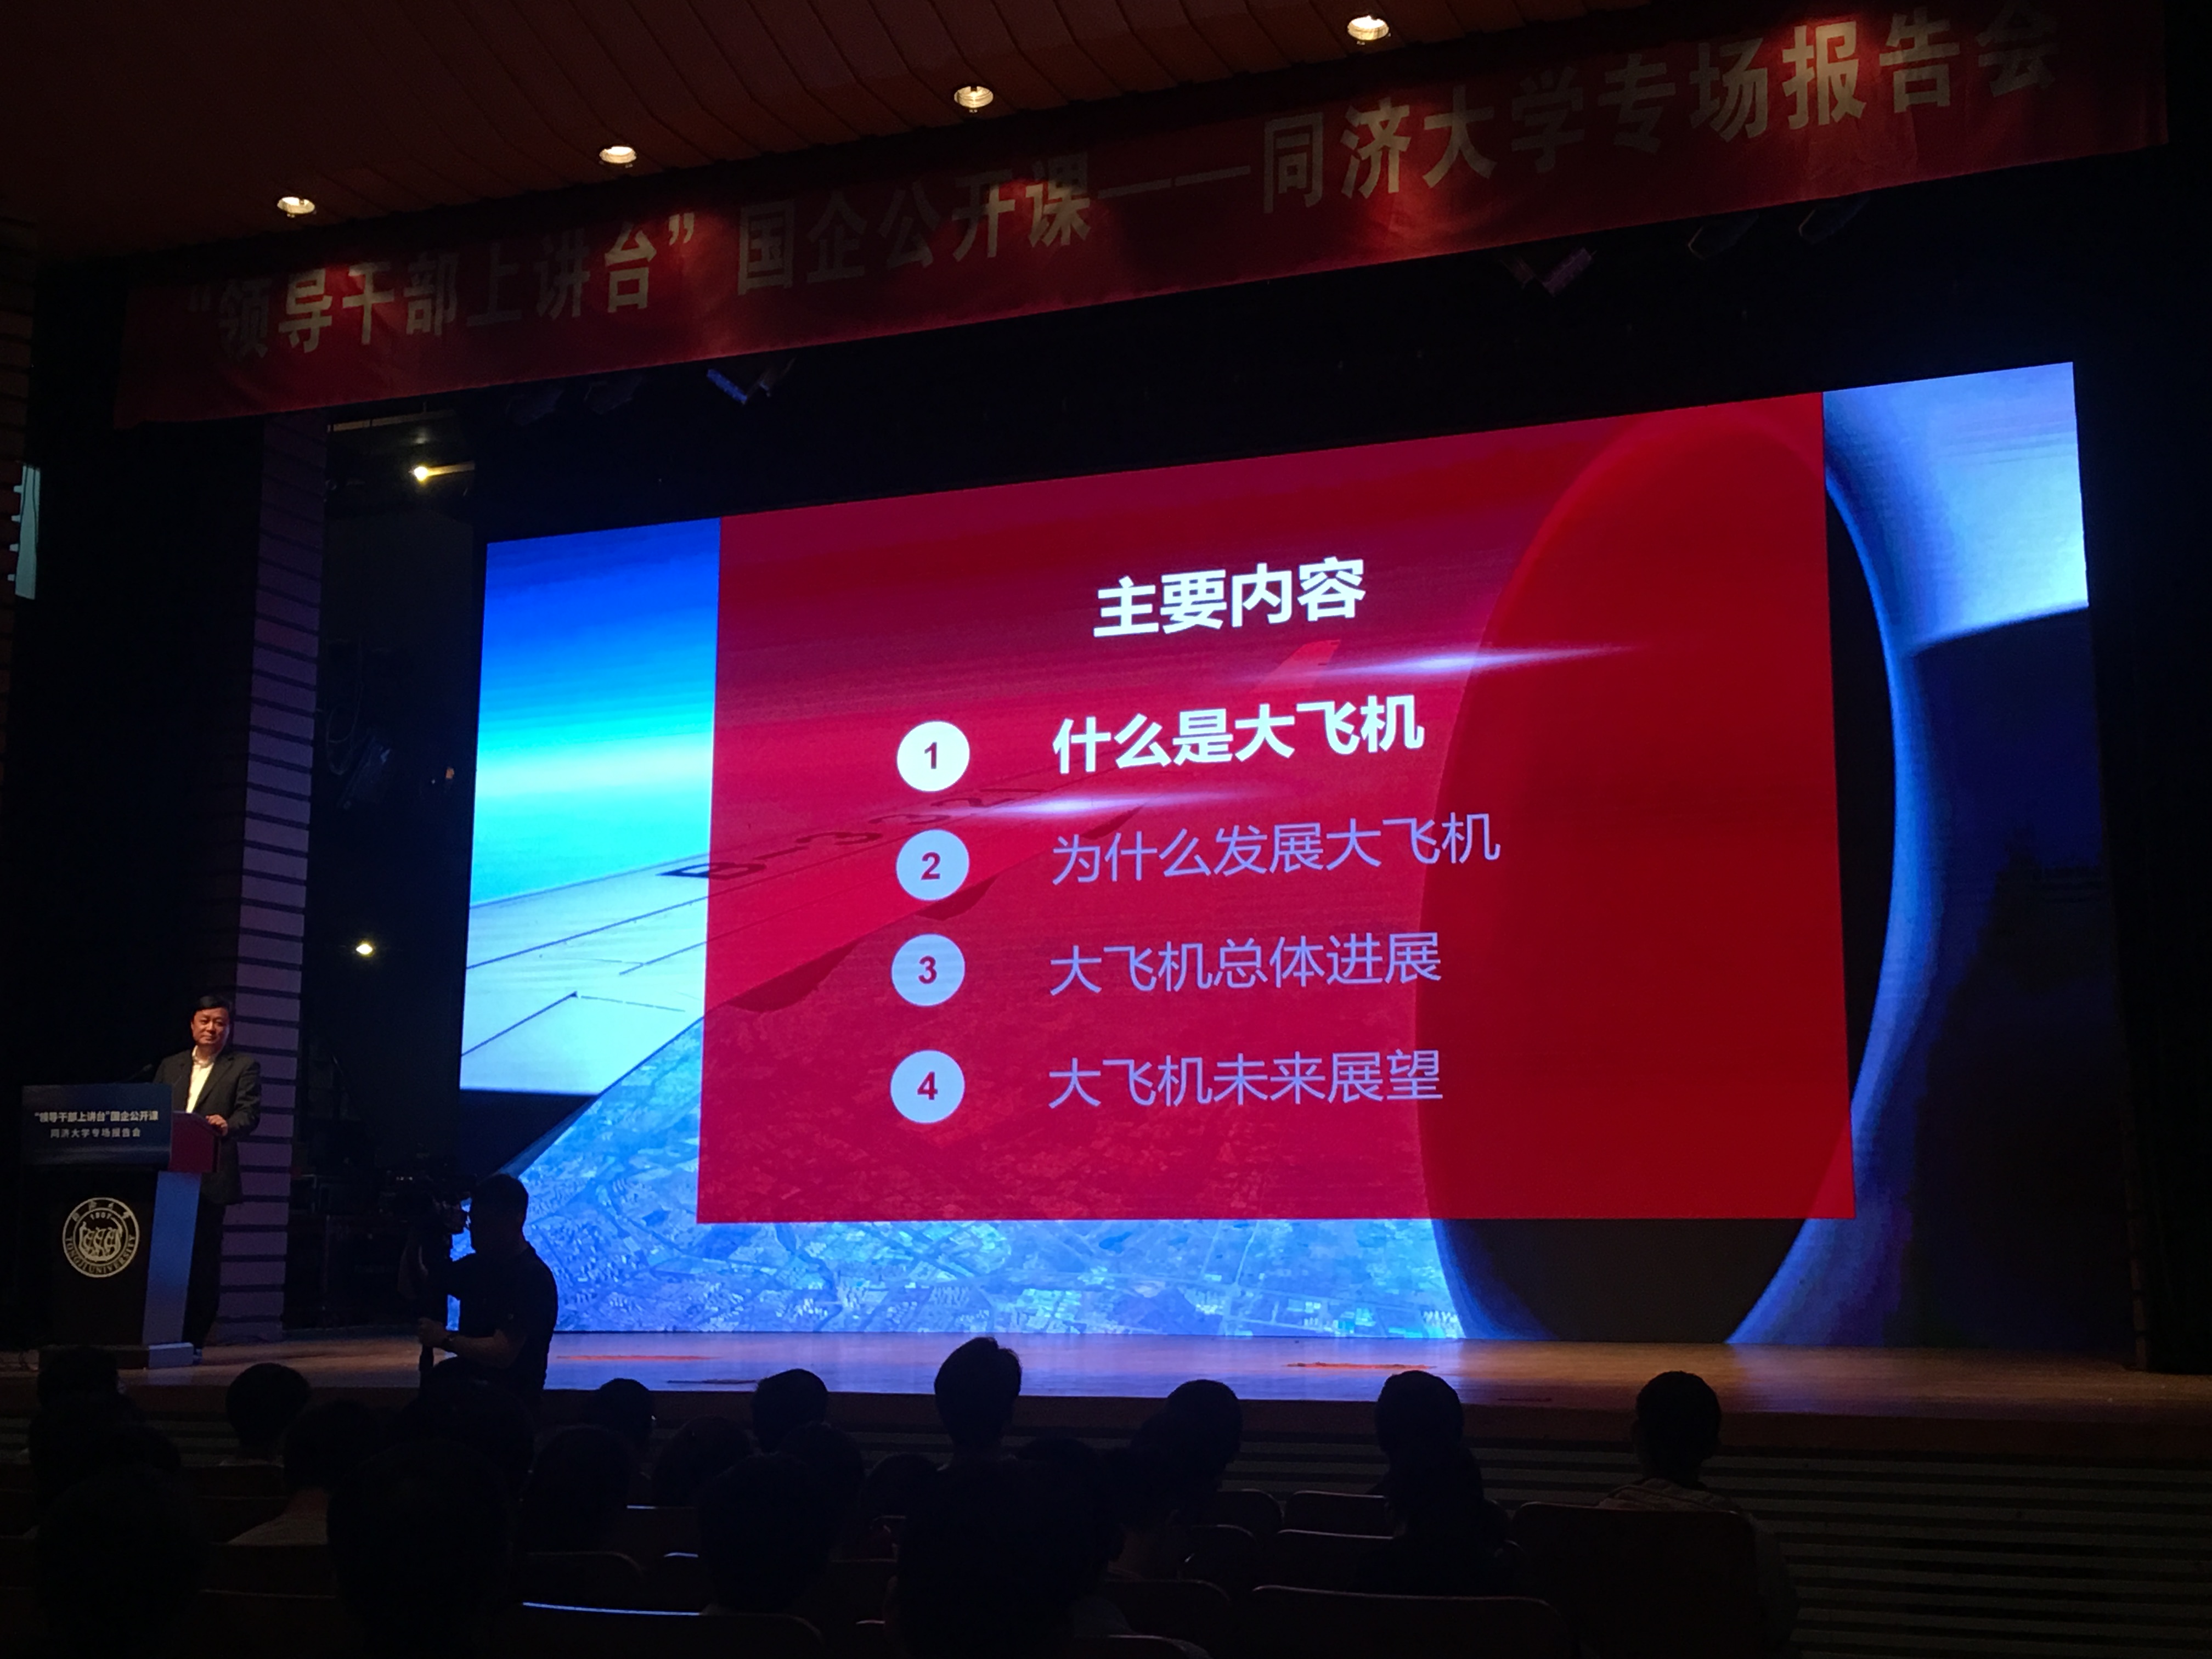 “领导干部上讲台”国企公开课——同济大学专场报告会
主要内容
1 什么是大飞机
2 为什么发展大飞机
3 大飞机总体进展
4 大飞机未来展望
B-332
“领导干部上讲台”国企公开课
同济大学专场报告会
1907
TONGJI UNIVERSITY